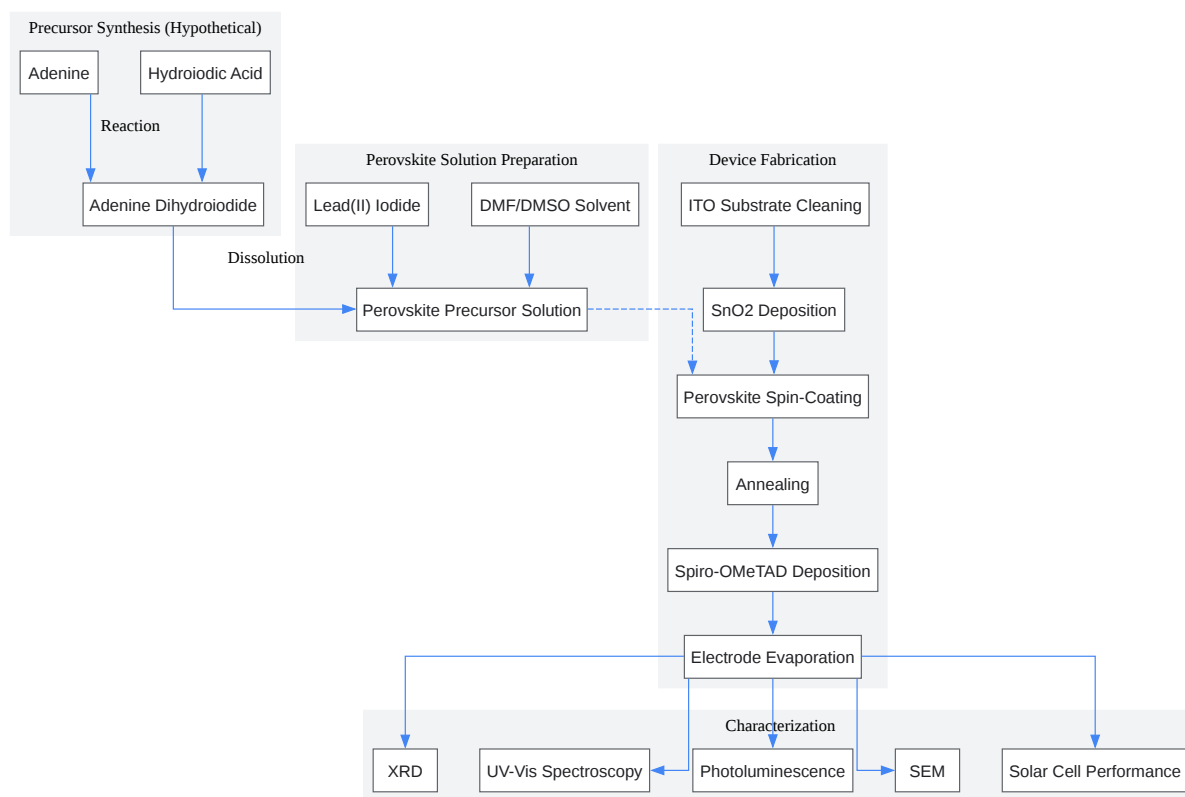 Precursor Synthesis (Hypothetical)
Adenine
Hydroiodic Acid
Reaction
Adenine Dihydroiodide
Dissolution
Perovskite Solution Preparation
Lead(II) Iodide
DMF/DMSO Solvent
Perovskite Precursor Solution
Device Fabrication
ITO Substrate Cleaning
SnO2 Deposition
Perovskite Spin-Coating
Annealing
Spiro-OMeTAD Deposition
Electrode Evaporation
Characterization
XRD
UV-Vis Spectroscopy
Photoluminescence
SEM
Solar Cell Performance